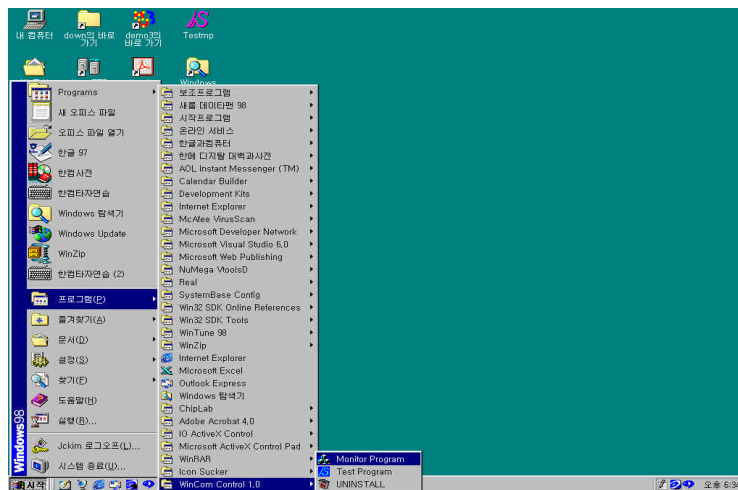 내 컴퓨터
down의 바로
가기
demo3의
바로 가기
Testmp
Windows
Programs
새 오피스 파일
오피스 파일 열기
한글 97
한컴사전
한컴타자연습
Windows 탐색기
Windows Update
WinZip
한컴타자연습 (2)
프로그램(P)
즐겨찾기(A)
문서(D)
설정(S)
찾기(F)
도움말(H)
실행(R)...
Jckim 로그오프(L)...
시스템 종료(U)...
Windows98
보조프로그램
새롬 데이타맨 98
시작프로그램
온라인 서비스
한글과컴퓨터
한메 디지탈 대백과사전
AOL Instant Messenger (TM)
Calendar Builder
Development Kits
Internet Explorer
McAfee VirusScan
Microsoft Developer Network
Microsoft Visual Studio 6.0
Microsoft Web Publishing
NuMega VtoolsD
Real
SystemBase Config
Win32 SDK Online References
Win32 SDK Tools
WinTune 98
WinZip
Internet Explorer
Microsoft Excel
Outlook Express
Windows 탐색기
ChipLab
Adobe Acrobat 4.0
IO ActiveX Control
Microsoft ActiveX Control Pad
WinRAR
Icon Sucker
WinCom Control 1.0
Monitor Program
Test Program
UNINSTALL
시작
오후 6:34